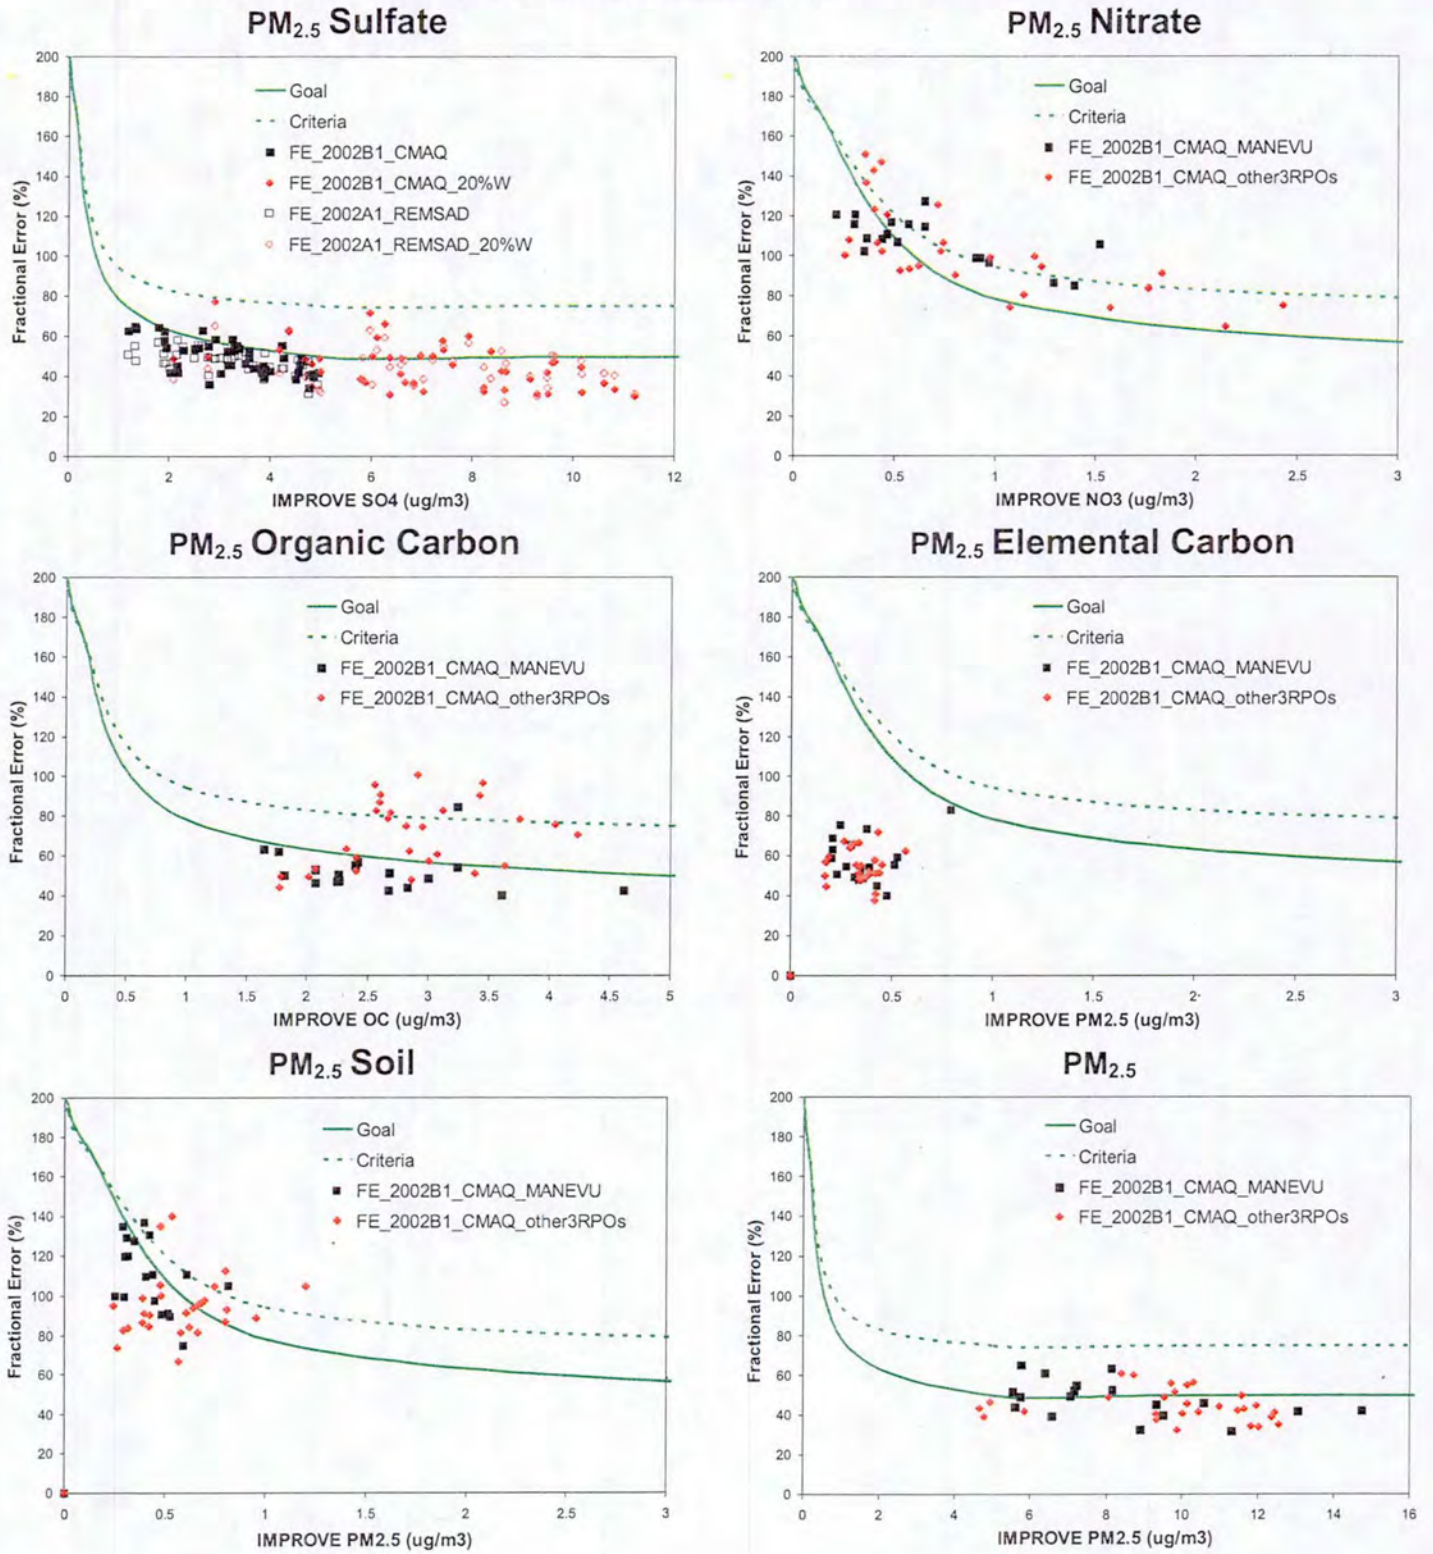 PM2.5 Sulfate
200
180
160
140
120
100
80
60
40
20
0
Fractional Error (%)
Goal
Criteria
FE_2002B1_CMAQ
FE_2002B1_CMAQ_20%W
FE_2002A1_REMSAD
FE_2002A1_REMSAD_20%W
0 2 4 6 8 10 12
IMPROVE SO4 (ug/m3)
PM2.5 Nitrate
200
180
160
140
120
100
80
60
40
20
0
Fractional Error (%)
Goal
Criteria
FE_2002B1_CMAQ_MANEVU
FE_2002B1_CMAQ_other3RPOs
0 0.5 1 1.5 2 2.5 3
IMPROVE NO3 (ug/m3)
PM2.5 Organic Carbon
200
180
160
140
120
100
80
60
40
20
0
Fractional Error (%)
Goal
Criteria
FE_2002B1_CMAQ_MANEVU
FE_2002B1_CMAQ_other3RPOs
0 0.5 1 1.5 2 2.5 3 3.5 4 4.5 5
IMPROVE OC (ug/m3)
PM2.5 Elemental Carbon
200
180
160
140
120
100
80
60
40
20
0
Fractional Error (%)
Goal
Criteria
FE_2002B1_CMAQ_MANEVU
FE_2002B1_CMAQ_other3RPOs
0 0.5 1 1.5 2 2.5 3
IMPROVE PM2.5 (ug/m3)
PM2.5 Soil
200
180
160
140
120
100
80
60
40
20
0
Fractional Error (%)
Goal
Criteria
FE_2002B1_CMAQ_MANEVU
FE_2002B1_CMAQ_other3RPOs
0 0.5 1 1.5 2 2.5 3
IMPROVE PM2.5 (ug/m3)
PM2.5
200
180
160
140
120
100
80
60
40
20
0
Fractional Error (%)
Goal
Criteria
FE_2002B1_CMAQ_MANEVU
FE_2002B1_CMAQ_other3RPOs
0 2 4 6 8 10 12 14 16
IMPROVE PM2.5 (ug/m3)